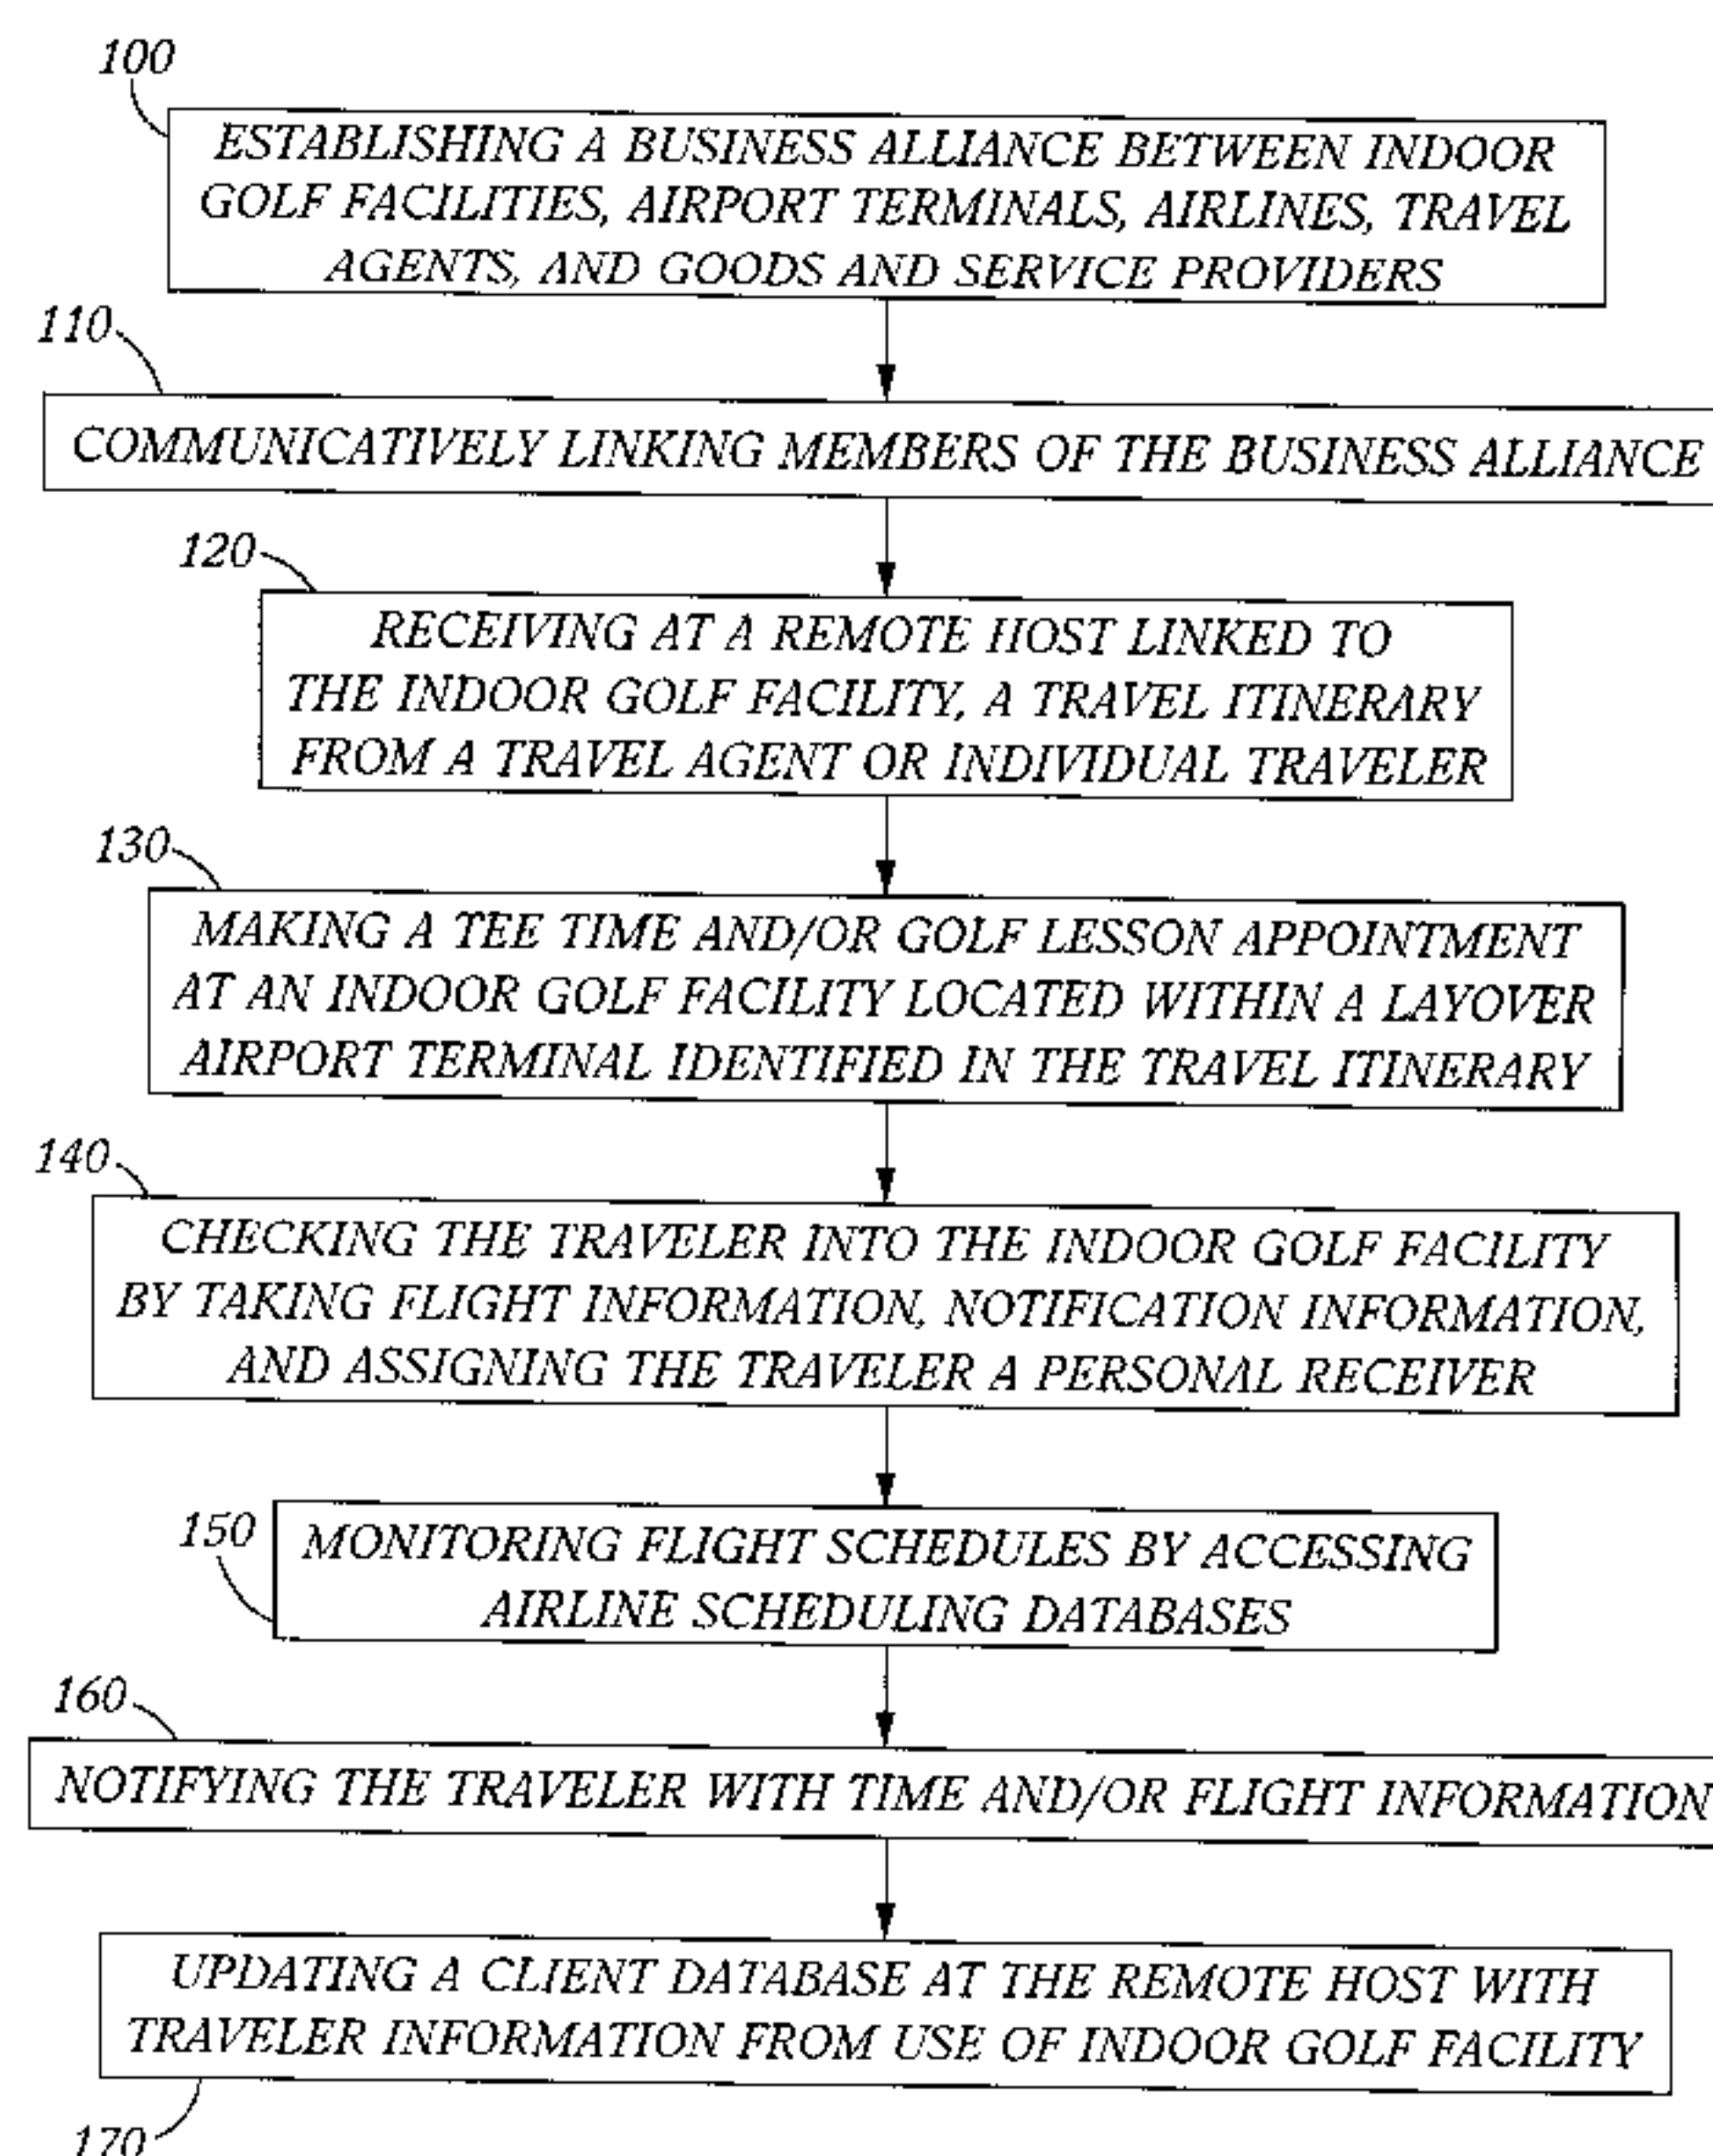 100
ESTABLISHING A BUSINESS ALLIANCE BETWEEN INDOOR
GOLF FACILITIES, AIRPORT TERMINALS, AIRLINES, TRAVEL
AGENTS, AND GOODS AND SERVICE PROVIDERS
110
COMMUNICATIVELY LINKING MEMBERS OF THE BUSINESS ALLIANCE
120
RECEIVING AT A REMOTE HOST LINKED TO
THE INDOOR GOLF FACILITY, A TRAVEL ITINERARY
FROM A TRAVEL AGENT OR INDIVIDUAL TRAVELER
130
MAKING A TEE TIME AND/OR GOLF LESSON APPOINTMENT
AT AN INDOOR GOLF FACILITY LOCATED WITHIN A LAYOVER
AIRPORT TERMINAL IDENTIFIED IN THE TRAVEL ITINERARY
140
CHECKING THE TRAVELER INTO THE INDOOR GOLF FACILITY
BY TAKING FLIGHT INFORMATION, NOTIFICATION INFORMATION,
AND ASSIGNING THE TRAVELER A PERSONAL RECEIVER
150
MONITORING FLIGHT SCHEDULES BY ACCESSING
AIRLINE SCHEDULING DATABASES
160
NOTIFYING THE TRAVELER WITH TIME AND/OR FLIGHT INFORMATION
UPDATING A CLIENT DATABASE AT THE REMOTE HOST WITH
TRAVELER INFORMATION FROM USE OF INDOOR GOLF FACILITY
170